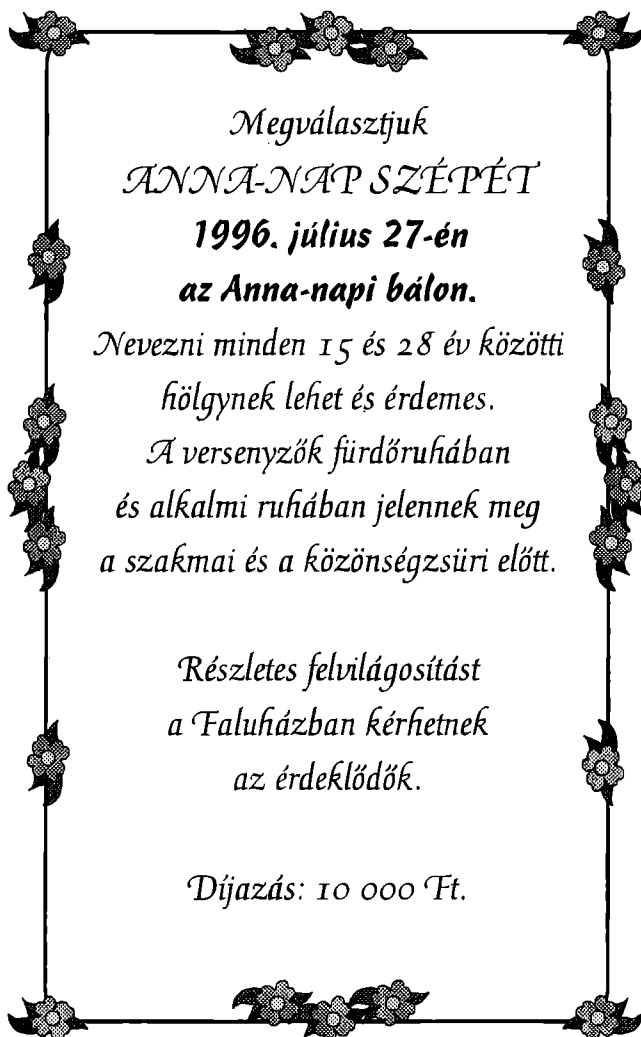 Megválasztjuk
ANNA-NAP SZÉPÉT
1996. július 27-én
az Anna-napi bálon.
Nevezni minden 15 és 28 év közötti
hölgynek lehet és érdemes.
A versenyzők fürdőruhában
és alkalmi ruhában jelennek meg
a szakmai és a közönségzsüri előtt.
Részletes felvilágosítást
a Faluházban kérhetnek
az érdeklődők.
Díjazás: 10 000 Ft.